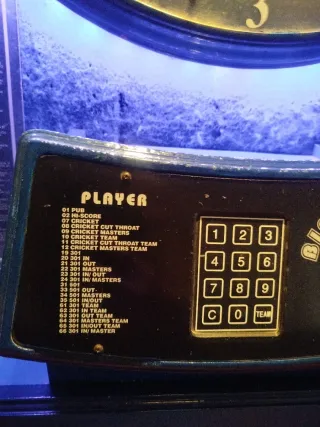 3
PLAYER
01 PUB
03 HI-SCORE
07 CRICKET
08 CRICKET CUT THROAT
09 CRICKET MASTERS
10 CRICKET TEAM
11 CRICKET CUT THROAT TEAM
12 CRICKET MASTERS TEAM
19 301
20 301 IN
21 301 OUT
22 301 MASTERS
23 301 IN/ OUT
24 301 IN/ MASTERS
31 501
33 501 OUT
34 501 MASTERS
35 501 IN/OUT
61 301 TEAM
62 301 IN TEAM
63 301 OUT TEAM
64 301 MASTERS TEAM
65 301 IN/OUT TEAM
66 301 IN/ MASTER
1 2 3
4 5 6
7 8 9
C 0 TEAM